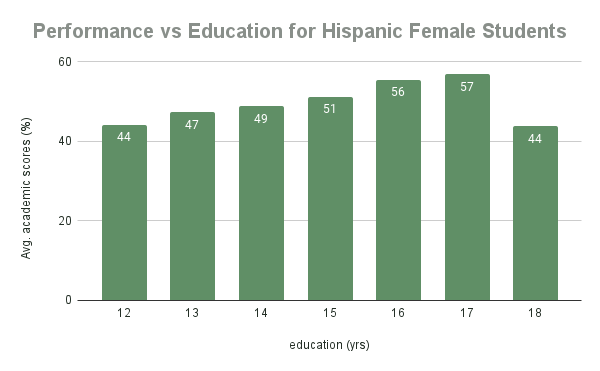 Performance vs Education for Hispanic Female Students
Avg. academic scores (%)
60
40
20
0
44
47
49
51
56
57
44
12 13 14 15 16 17 18
education (yrs)